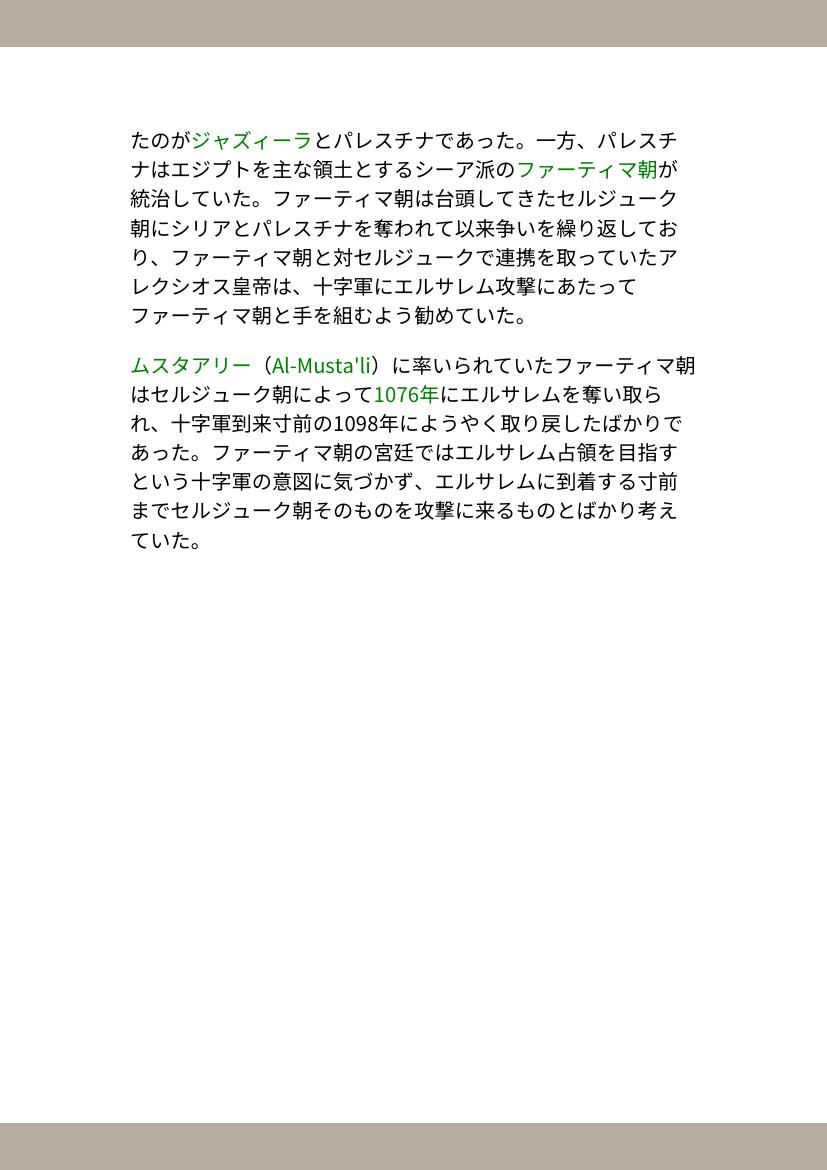 たのがジャズィーラとパレスチナであった。一方、パレスチ
ナはエジプトを主な領土とするシーア派のファーティマ朝が
統治していた。ファーティマ朝は台頭してきたセルジューク
朝にシリアとパレスチナを奪われて以来争いを繰り返してお
り、ファーティマ朝と対セルジュークで連携を取っていたア
レクシオス皇帝は、十字軍にエルサレム攻撃にあたって
ファーティマ朝と手を組むよう勧めていた。
ムスタアリー（Al-Musta'li）に率いられていたファーティマ朝
はセルジューク朝によって1076年にエルサレムを奪い取ら
れ、十字軍到来寸前の1098年にようやく取り戻したばかりで
あった。ファーティマ朝の宮廷ではエルサレム占領を目指す
という十字軍の意図に気づかず、エルサレムに到着する寸前
までセルジューク朝そのものを攻撃に来るものとばかり考え
ていた。